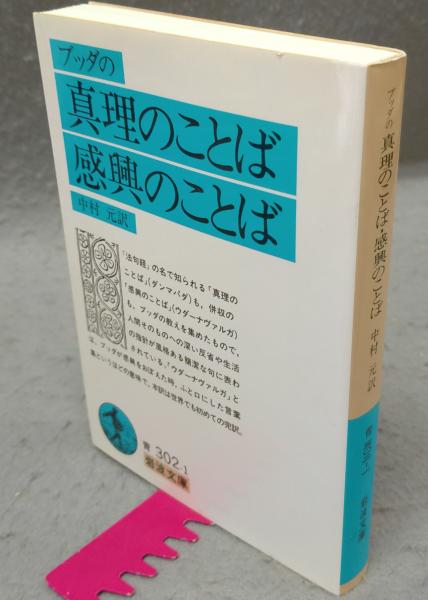 ブッダの
真理のことば
感興のことば
中村 元訳
「法句経」の名で知られる「真理の
ことば」(ダンマパダ)も,併収の
「感興のことば」(ウダーナヴァルガ)
も,ブッダの教えを集めたもので,
人間そのものへの深い反省や生活
の指針が風格ある簡潔な句に表わ
されている.「ウダーナヴァルガ」と
は,ブッダが感興をおぼえた時,ふと口にした言葉
集というほどの意味で,本訳は世界でも初めての完訳.
青 302-1
岩波文庫
ブッダの 真理のことば・感興のことば 中村 元訳
青 302-1
岩波文庫